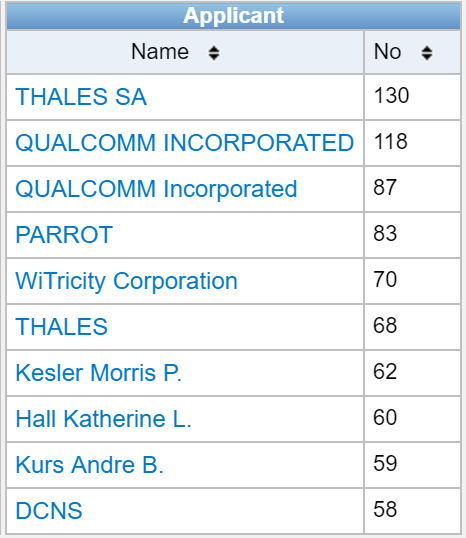 Applicant
Name No
THALES SA 130
QUALCOMM INCORPORATED 118
QUALCOMM Incorporated 87
PARROT 83
WiTricity Corporation 70
THALES 68
Kesler Morris P. 62
Hall Katherine L. 60
Kurs Andre B. 59
DCNS 58